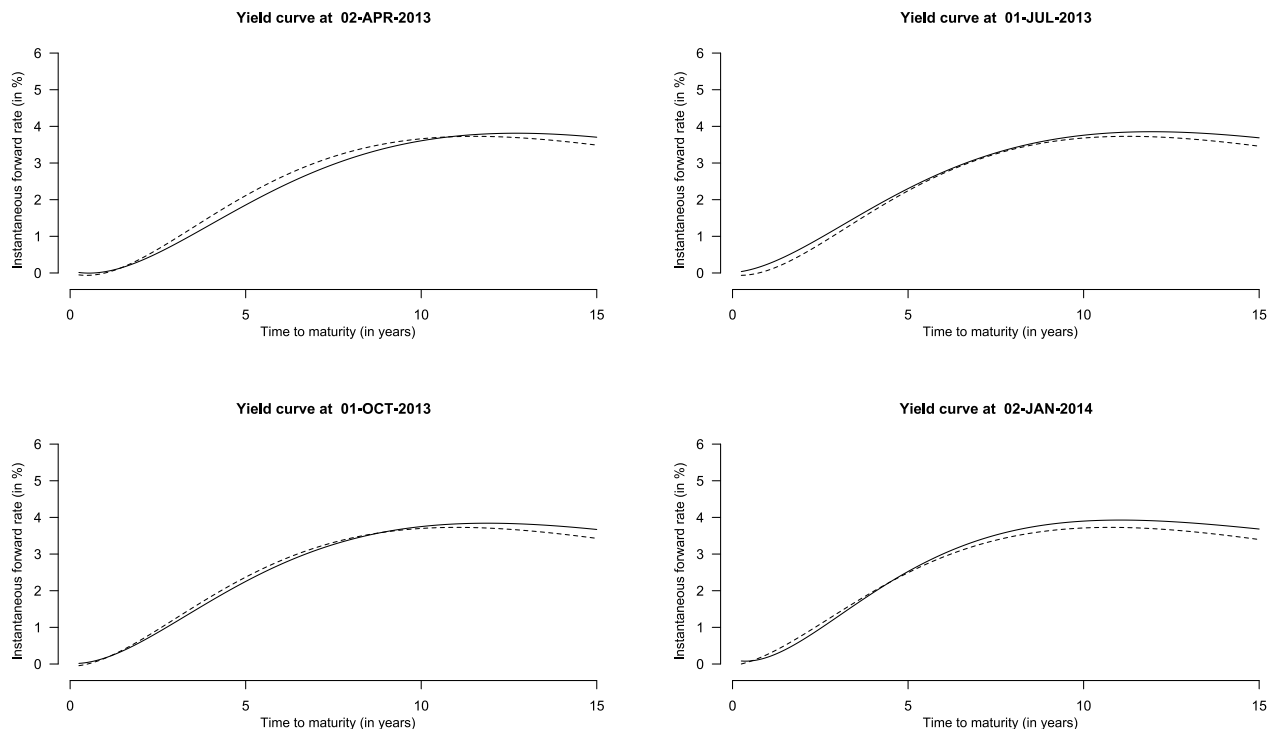 Yield curve at 02-APR-2013
Instantaneous forward rate (in %)
6
5
4
3
2
1
0
0 5 10 15
Time to maturity (in years)
Yield curve at 01-JUL-2013
Instantaneous forward rate (in %)
6
5
4
3
2
1
0
0 5 10 15
Time to maturity (in years)
Yield curve at 01-OCT-2013
Instantaneous forward rate (in %)
6
5
4
3
2
1
0
0 5 10 15
Time to maturity (in years)
Yield curve at 02-JAN-2014
Instantaneous forward rate (in %)
6
5
4
3
2
1
0
0 5 10 15
Time to maturity (in years)